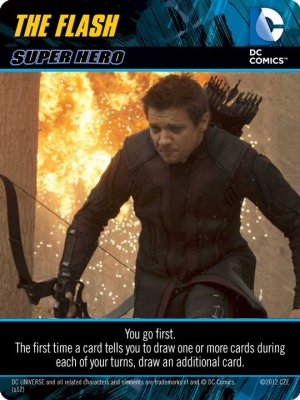 THE FLASH
SUPER HERO
DC
COMICS™
You go first.
The first time a card tells you to draw one or more cards during
each of your turns, draw an additional card.
DC UNIVERSE and all related characters and elements are trademarks of and © DC Comics.
(s12)
©2012 CZE